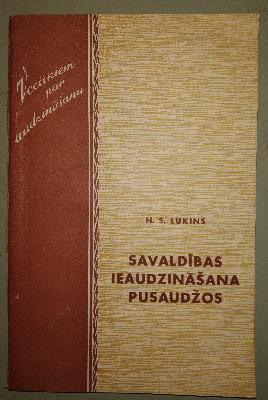 Vecākiem
par
audzināšanu
N. S. LUKINS
SAVALDĪBAS
IEAUDZINĀŠANA
PUSAUDŽOS